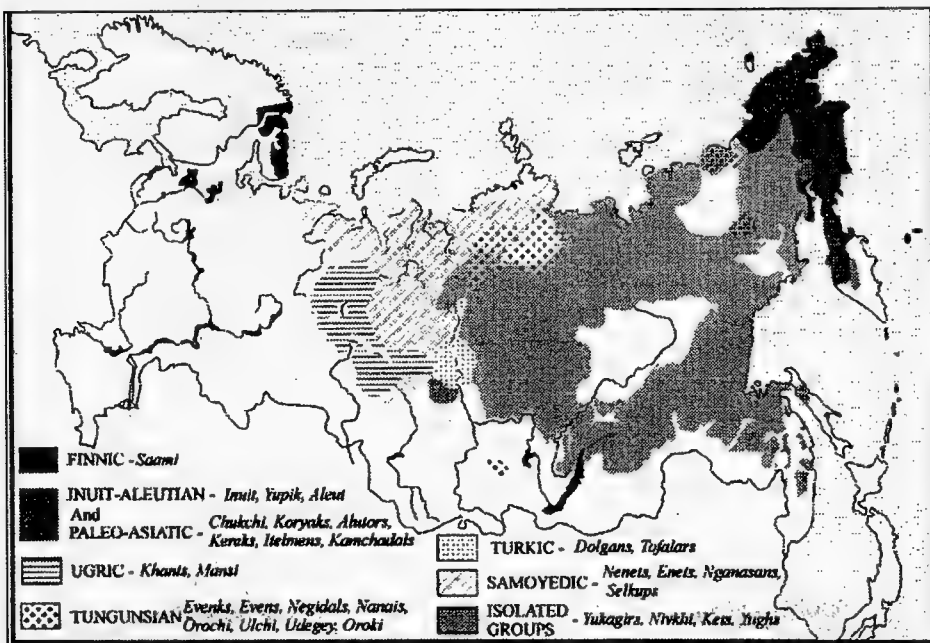 FINNIC - Saami
INUIT-ALEUTIAN - Inuit, Yupik, Aleut
And
PALEO-ASIATIC - Chukchi, Koryaks, Alutors,
Kereks, Itelmens, Kamchadals
UGRIC - Khants, Mansi
TUNGUNSIAN - Evenks, Evens, Negidals, Nanais,
Orochi, Ulchi, Udegey, Oroki
TURKIC - Dolgans, Tofalars
SAMOYEDIC - Nenets, Enets, Nganasans,
Selkups
ISOLATED
GROUPS - Yukagirs, Nivkhi, Kets, Yughs